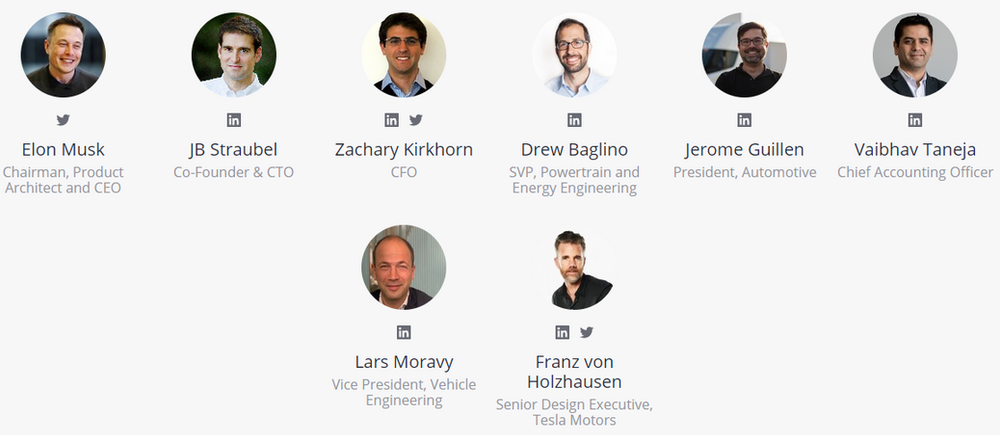 Elon Musk
Chairman, Product
Architect and CEO
JB Straubel
Co-Founder & CTO
Zachary Kirkhorn
CFO
Drew Baglino
SVP, Powertrain and
Energy Engineering
Jerome Guillen
President, Automotive
Vaibhav Taneja
Chief Accounting Officer
Lars Moravy
Vice President, Vehicle
Engineering
Franz von
Holzhausen
Senior Design Executive,
Tesla Motors